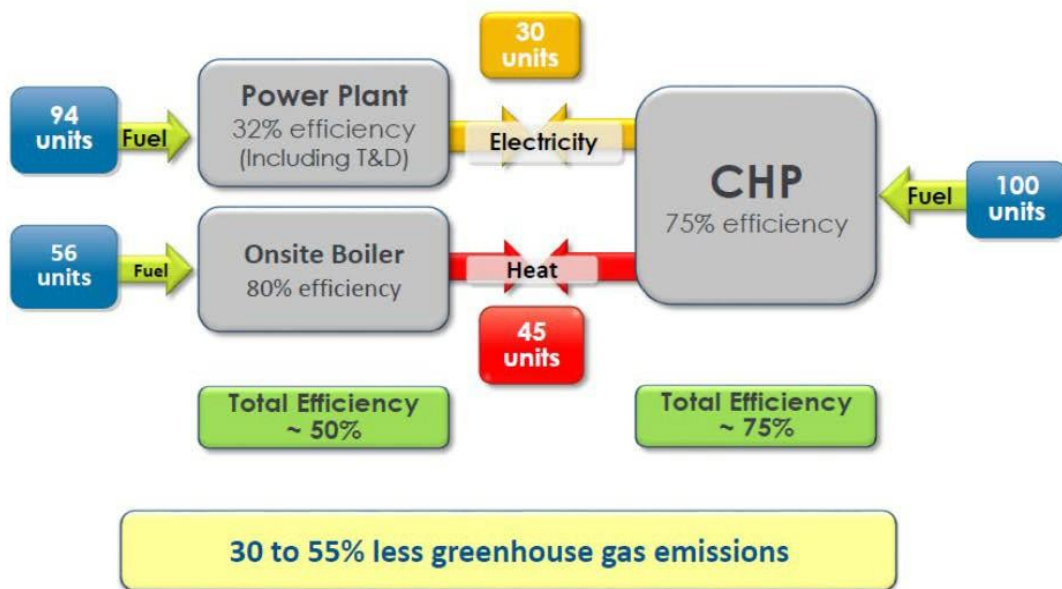 30
units
94
units
Fuel
Power Plant
32% efficiency
(Including T&D)
Electricity
CHP
75% efficiency
Fuel
100
units
56
units
Fuel
Onsite Boiler
80% efficiency
Heat
45
units
Total Efficiency
~ 50%
Total Efficiency
~ 75%
30 to 55% less greenhouse gas emissions